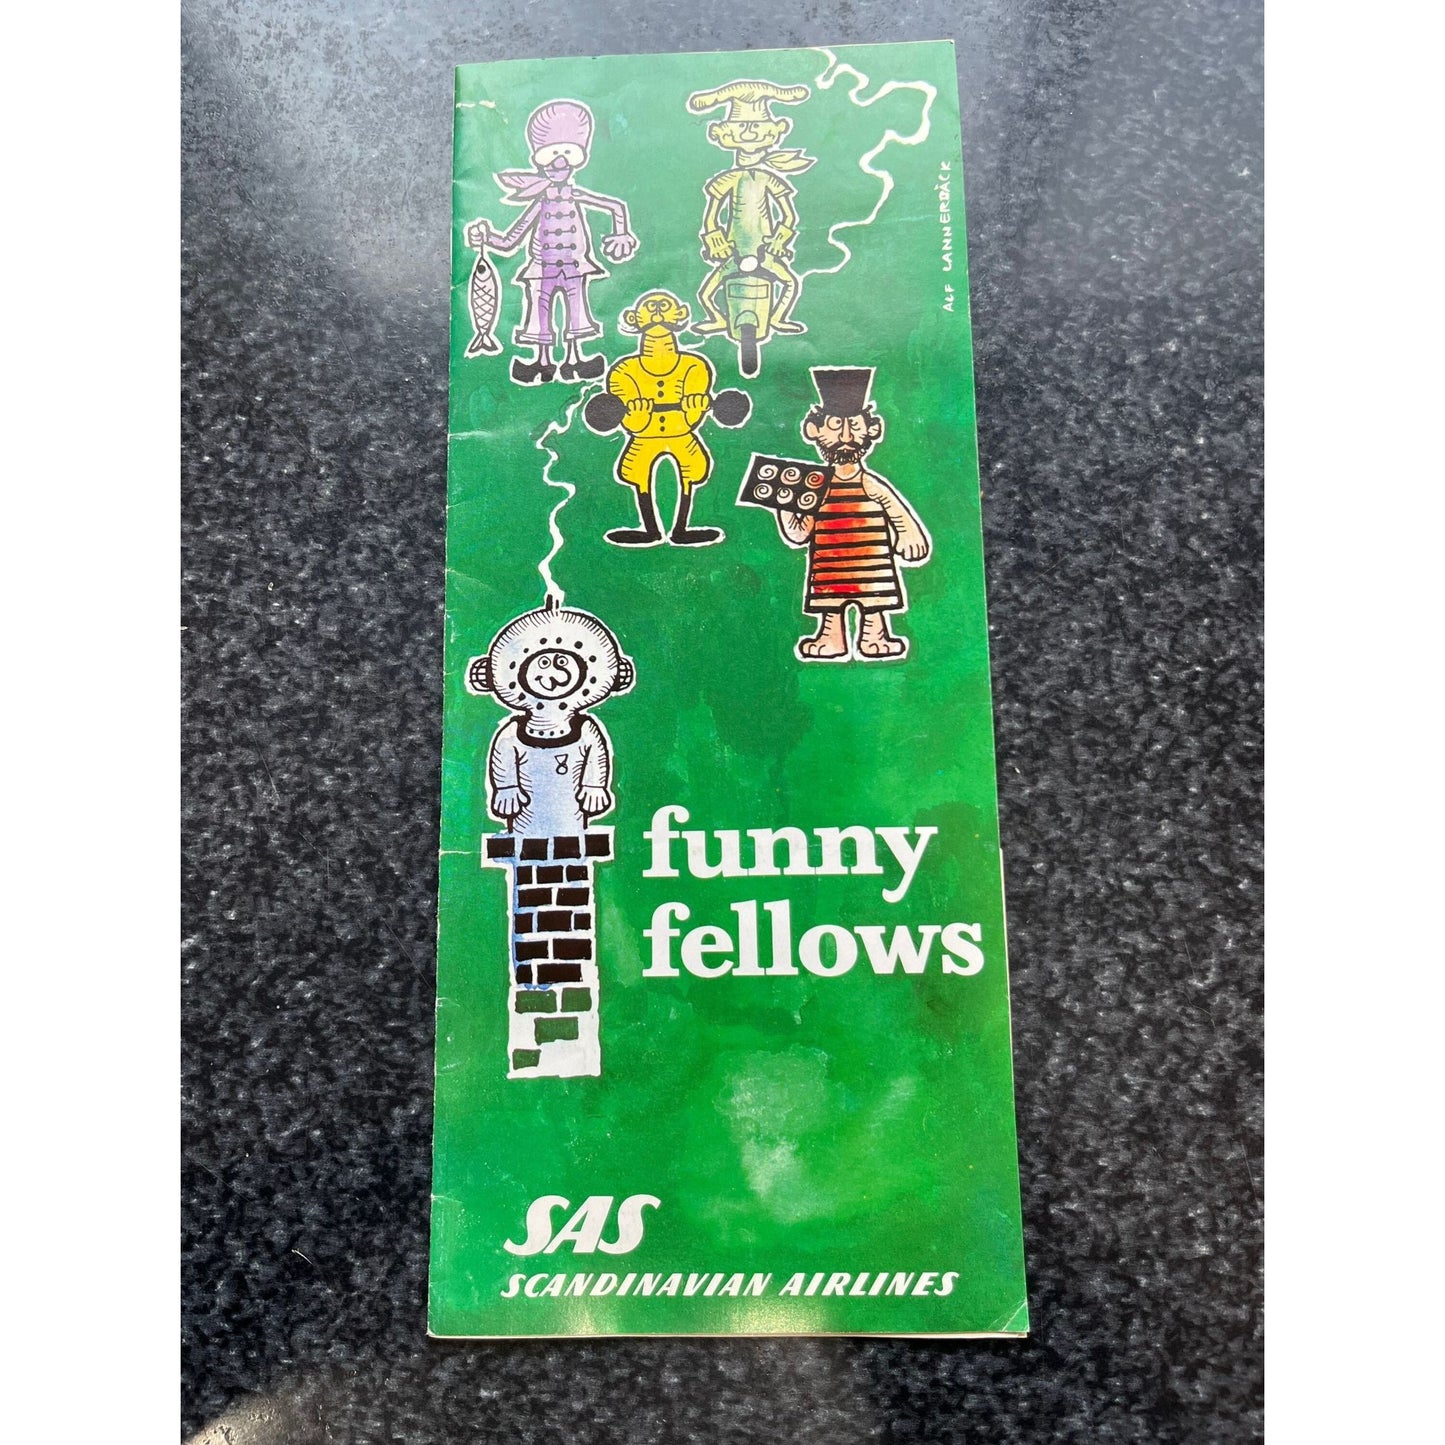 ALF LANNERBÄCK
funny
fellows
SAS
SCANDINAVIAN AIRLINES